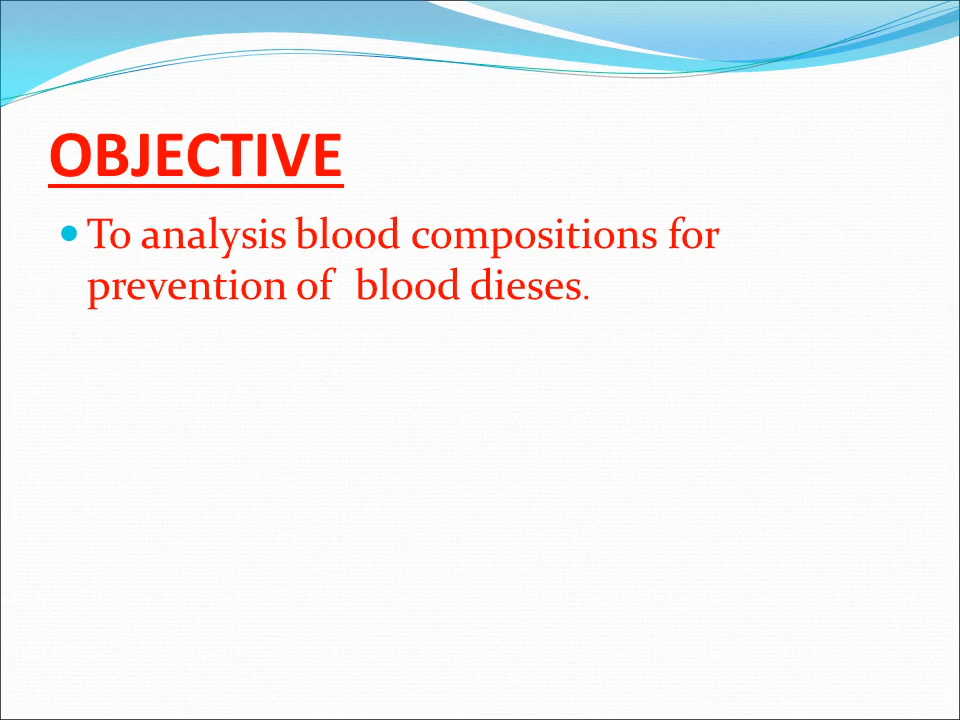 OBJECTIVE
To analysis blood compositions for
prevention of  blood dieses.